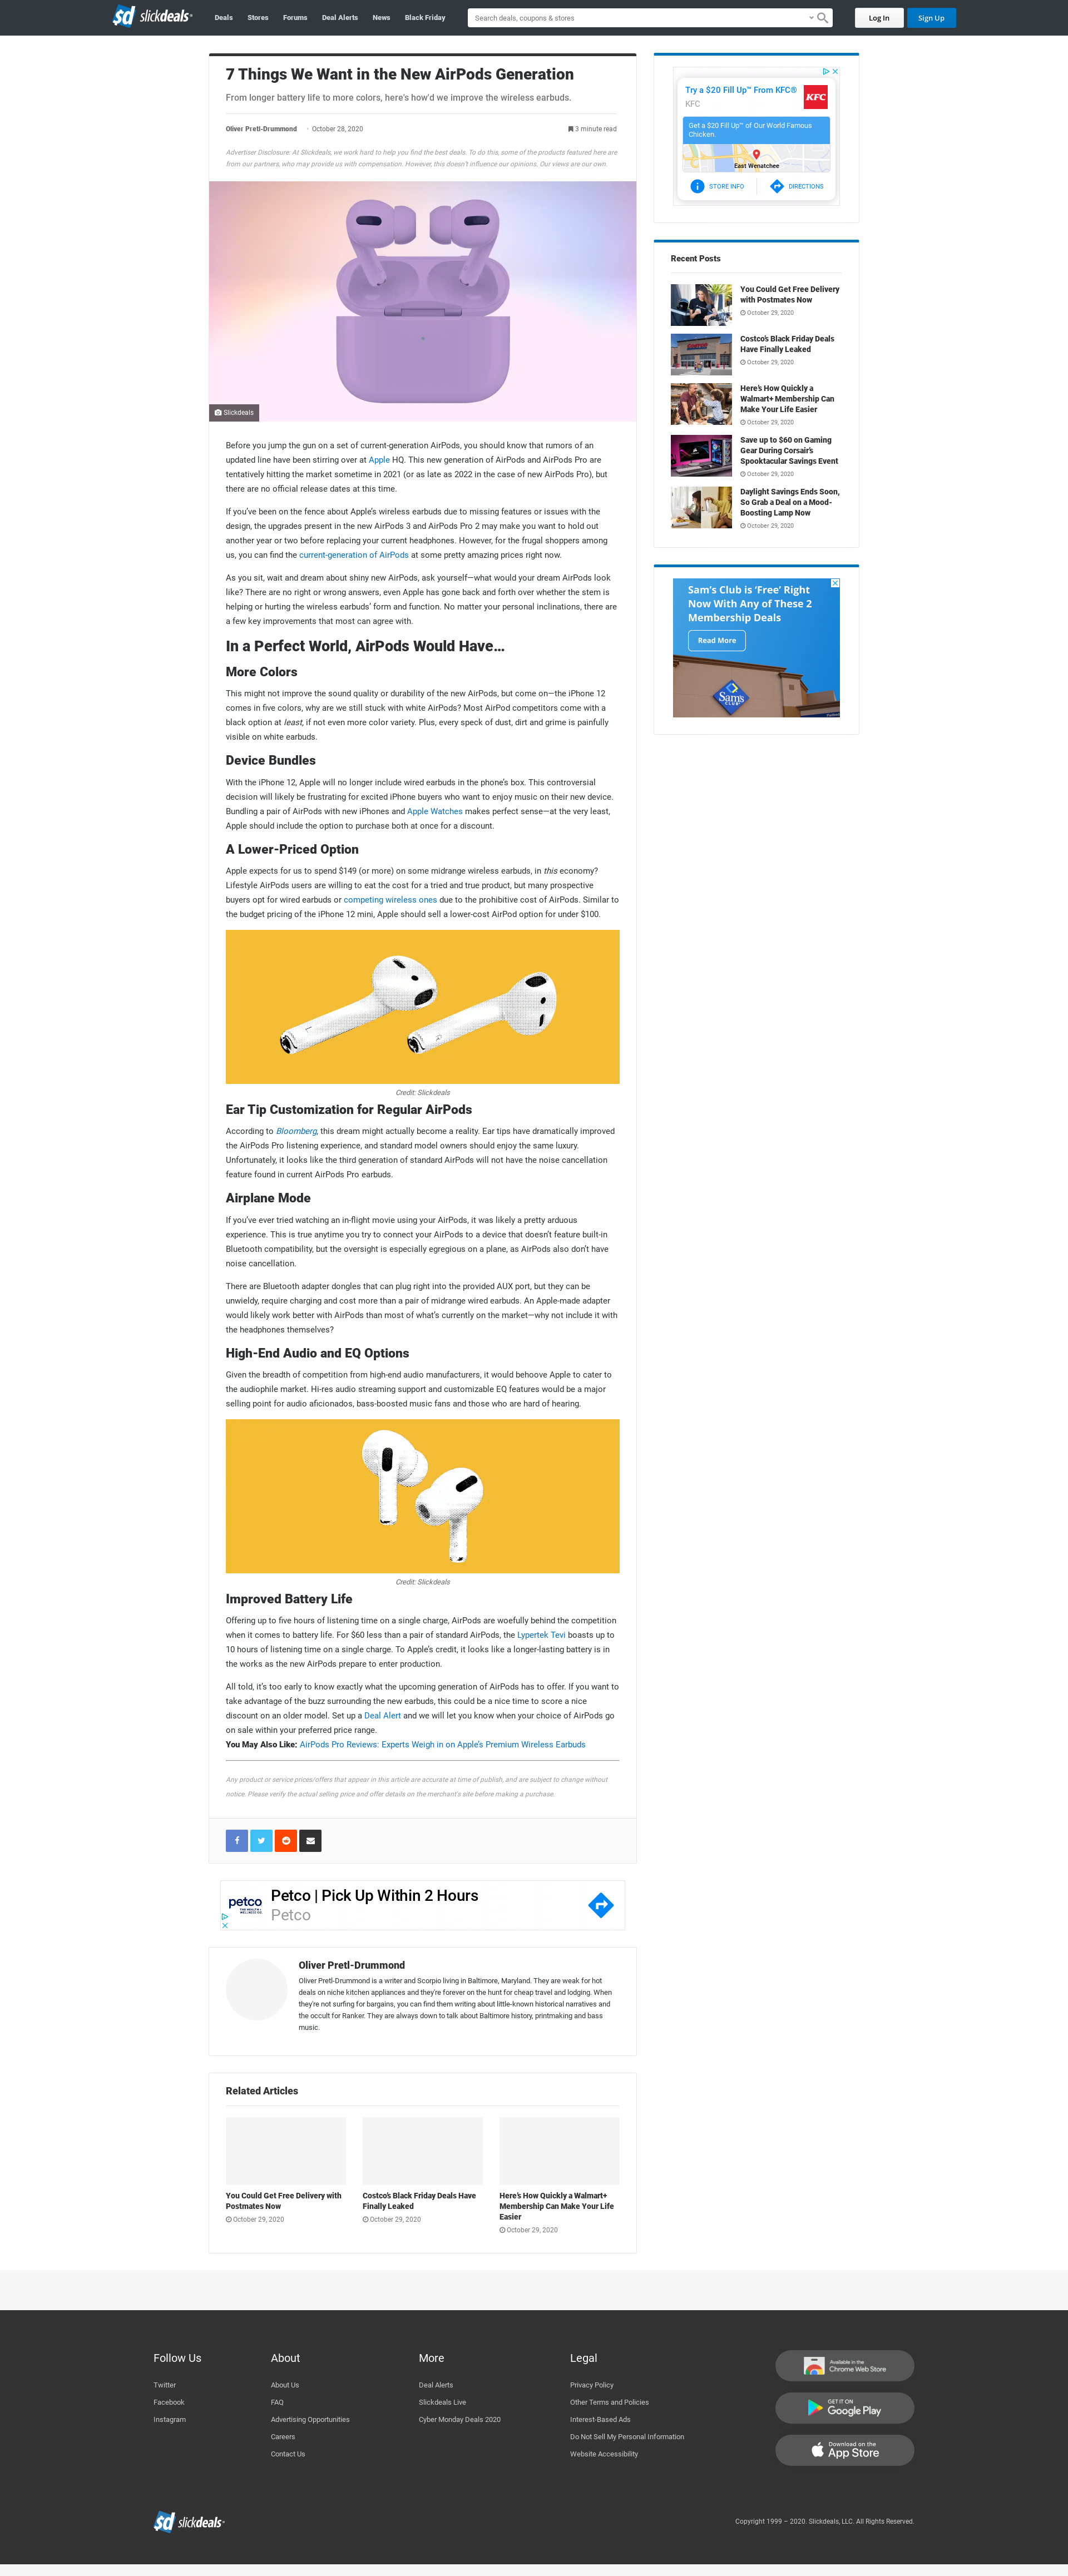 sd slickdeals
Deals Stores Forums Deal Alerts News Black Friday
Search deals, coupons & stores
Log In
Sign Up
7 Things We Want in the New AirPods Generation
From longer battery life to more colors, here's how'd we improve the wireless earbuds.
Oliver Pretl-Drummond · October 28, 2020
3 minute read
Advertiser Disclosure: At Slickdeals, we work hard to help you find the best deals. To do this, some of the products featured here are
from our partners, who may provide us with compensation. However, this doesn't influence our opinions. Our views are our own.
Slickdeals
Before you jump the gun on a set of current-generation AirPods, you should know that rumors of an
updated line have been stirring over at Apple HQ. This new generation of AirPods and AirPods Pro are
tentatively hitting the market sometime in 2021 (or as late as 2022 in the case of new AirPods Pro), but
there are no official release dates as this time.
If you've been on the fence about Apple's wireless earbuds due to missing features or issues with the
design, the upgrades present in the new AirPods 3 and AirPods Pro 2 may make you want to hold out
another year or two before replacing your current headphones. However, for the frugal shoppers among
us, you can find the current-generation of AirPods at some pretty amazing prices right now.
As you sit, wait and dream about shiny new AirPods, ask yourself—what would your dream AirPods look
like? There are no right or wrong answers, even Apple has gone back and forth over whether the stem is
helping or hurting the wireless earbuds' form and function. No matter your personal inclinations, there are
a few key improvements that most can agree with.
In a Perfect World, AirPods Would Have…
More Colors
This might not improve the sound quality or durability of the new AirPods, but come on—the iPhone 12
comes in five colors, why are we still stuck with white AirPods? Most AirPod competitors come with a
black option at least, if not even more color variety. Plus, every speck of dust, dirt and grime is painfully
visible on white earbuds.
Device Bundles
With the iPhone 12, Apple will no longer include wired earbuds in the phone's box. This controversial
decision will likely be frustrating for excited iPhone buyers who want to enjoy music on their new device.
Bundling a pair of AirPods with new iPhones and Apple Watches makes perfect sense—at the very least,
Apple should include the option to purchase both at once for a discount.
A Lower-Priced Option
Apple expects for us to spend $149 (or more) on some midrange wireless earbuds, in this economy?
Lifestyle AirPods users are willing to eat the cost for a tried and true product, but many prospective
buyers opt for wired earbuds or competing wireless ones due to the prohibitive cost of AirPods. Similar to
the budget pricing of the iPhone 12 mini, Apple should sell a lower-cost AirPod option for under $100.
Credit: Slickdeals
Ear Tip Customization for Regular AirPods
According to Bloomberg, this dream might actually become a reality. Ear tips have dramatically improved
the AirPods Pro listening experience, and standard model owners should enjoy the same luxury.
Unfortunately, it looks like the third generation of standard AirPods will not have the noise cancellation
feature found in current AirPods Pro earbuds.
Airplane Mode
If you've ever tried watching an in-flight movie using your AirPods, it was likely a pretty arduous
experience. This is true anytime you try to connect your AirPods to a device that doesn't feature built-in
Bluetooth compatibility, but the oversight is especially egregious on a plane, as AirPods also don't have
noise cancellation.
There are Bluetooth adapter dongles that can plug right into the provided AUX port, but they can be
unwieldy, require charging and cost more than a pair of midrange wired earbuds. An Apple-made adapter
would likely work better with AirPods than most of what's currently on the market—why not include it with
the headphones themselves?
High-End Audio and EQ Options
Given the breadth of competition from high-end audio manufacturers, it would behoove Apple to cater to
the audiophile market. Hi-res audio streaming support and customizable EQ features would be a major
selling point for audio aficionados, bass-boosted music fans and those who are hard of hearing.
Credit: Slickdeals
Improved Battery Life
Offering up to five hours of listening time on a single charge, AirPods are woefully behind the competition
when it comes to battery life. For $60 less than a pair of standard AirPods, the Lypertek Tevi boasts up to
10 hours of listening time on a single charge. To Apple's credit, it looks like a longer-lasting battery is in
the works as the new AirPods prepare to enter production.
All told, it's too early to know exactly what the upcoming generation of AirPods has to offer. If you want to
take advantage of the buzz surrounding the new earbuds, this could be a nice time to score a nice
discount on an older model. Set up a Deal Alert and we will let you know when your choice of AirPods go
on sale within your preferred price range.
You May Also Like: AirPods Pro Reviews: Experts Weigh in on Apple's Premium Wireless Earbuds
Any product or service prices/offers that appear in this article are accurate at time of publish, and are subject to change without
notice. Please verify the actual selling price and offer details on the merchant's site before making a purchase.
petco
THE HEALTH +
WELLNESS CO.
Petco | Pick Up Within 2 Hours
Petco
Oliver Pretl-Drummond
Oliver Pretl-Drummond is a writer and Scorpio living in Baltimore, Maryland. They are weak for hot
deals on niche kitchen appliances and they're forever on the hunt for cheap travel and lodging. When
they're not surfing for bargains, you can find them writing about little-known historical narratives and
the occult for Ranker. They are always down to talk about Baltimore history, printmaking and bass
music.
Related Articles
You Could Get Free Delivery with
Postmates Now
October 29, 2020
Costco's Black Friday Deals Have
Finally Leaked
October 29, 2020
Here's How Quickly a Walmart+
Membership Can Make Your Life
Easier
October 29, 2020
Try a $20 Fill Up™ From KFC®
KFC
KFC
Get a $20 Fill Up™ of Our World Famous
Chicken.
East Wenatchee
STORE INFO
DIRECTIONS
Recent Posts
You Could Get Free Delivery
with Postmates Now
October 29, 2020
Costco's Black Friday Deals
Have Finally Leaked
October 29, 2020
Here's How Quickly a
Walmart+ Membership Can
Make Your Life Easier
October 29, 2020
Save up to $60 on Gaming
Gear During Corsair's
Spooktacular Savings Event
October 29, 2020
Daylight Savings Ends Soon,
So Grab a Deal on a Mood-
Boosting Lamp Now
October 29, 2020
Sam's Club is 'Free' Right
Now With Any of These 2
Membership Deals
Read More
Sam's
CLUB
Follow Us
Twitter
Facebook
Instagram
About
About Us
FAQ
Advertising Opportunities
Careers
Contact Us
More
Deal Alerts
Slickdeals Live
Cyber Monday Deals 2020
Legal
Privacy Policy
Other Terms and Policies
Interest-Based Ads
Do Not Sell My Personal Information
Website Accessibility
Available in the
Chrome Web Store
GET IT ON
Google Play
Download on the
App Store
sd slickdeals
Copyright 1999 – 2020. Slickdeals, LLC. All Rights Reserved.